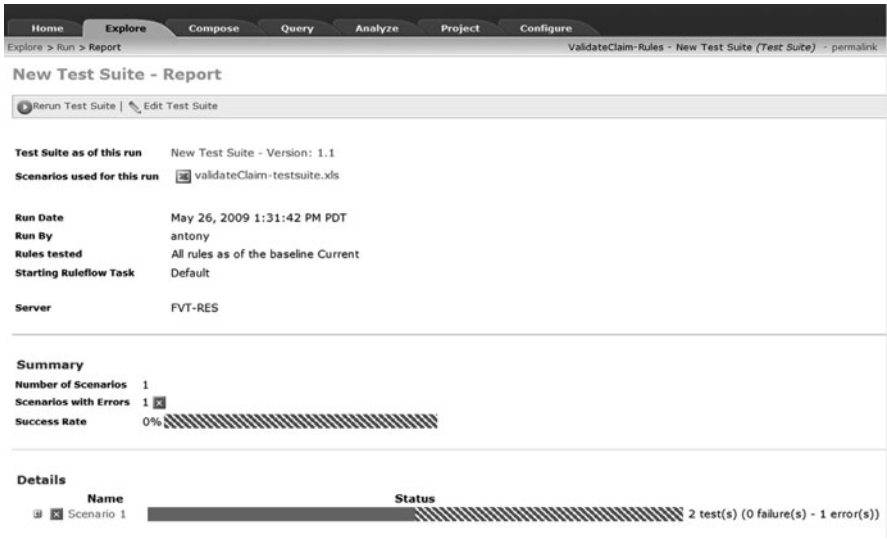 Home Explore Compose Query Analyze Project Configure
Explore > Run > Report ValidateClaim-Rules - New Test Suite (Test Suite) - permalink
New Test Suite - Report
Rerun Test Suite | Edit Test Suite
Test Suite as of this run New Test Suite - Version: 1.1
Scenarios used for this run validateClaim-testsuite.xls
Run Date May 26, 2009 1:31:42 PM PDT
Run By antony
Rules tested All rules as of the baseline Current
Starting Ruleflow Task Default
Server FVT-RES
Summary
Number of Scenarios 1
Scenarios with Errors 1
Success Rate 0%
Details
Name Status
Scenario 1 2 test(s) (0 failure(s) - 1 error(s))